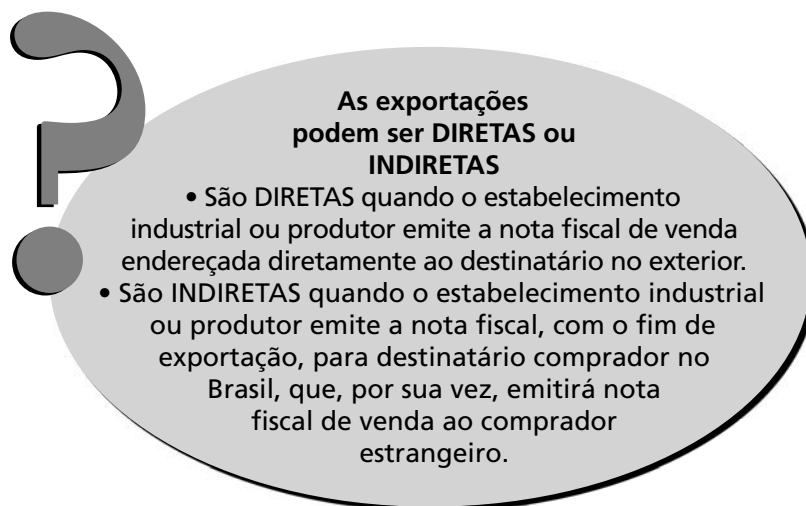 As exportações
podem ser DIRETAS ou
INDIRETAS
• São DIRETAS quando o estabelecimento
industrial ou produtor emite a nota fiscal de venda
endereçada diretamente ao destinatário no exterior.
• São INDIRETAS quando o estabelecimento industrial
ou produtor emite a nota fiscal, com o fim de
exportação, para destinatário comprador no
Brasil, que, por sua vez, emitirá nota
fiscal de venda ao comprador
estrangeiro.